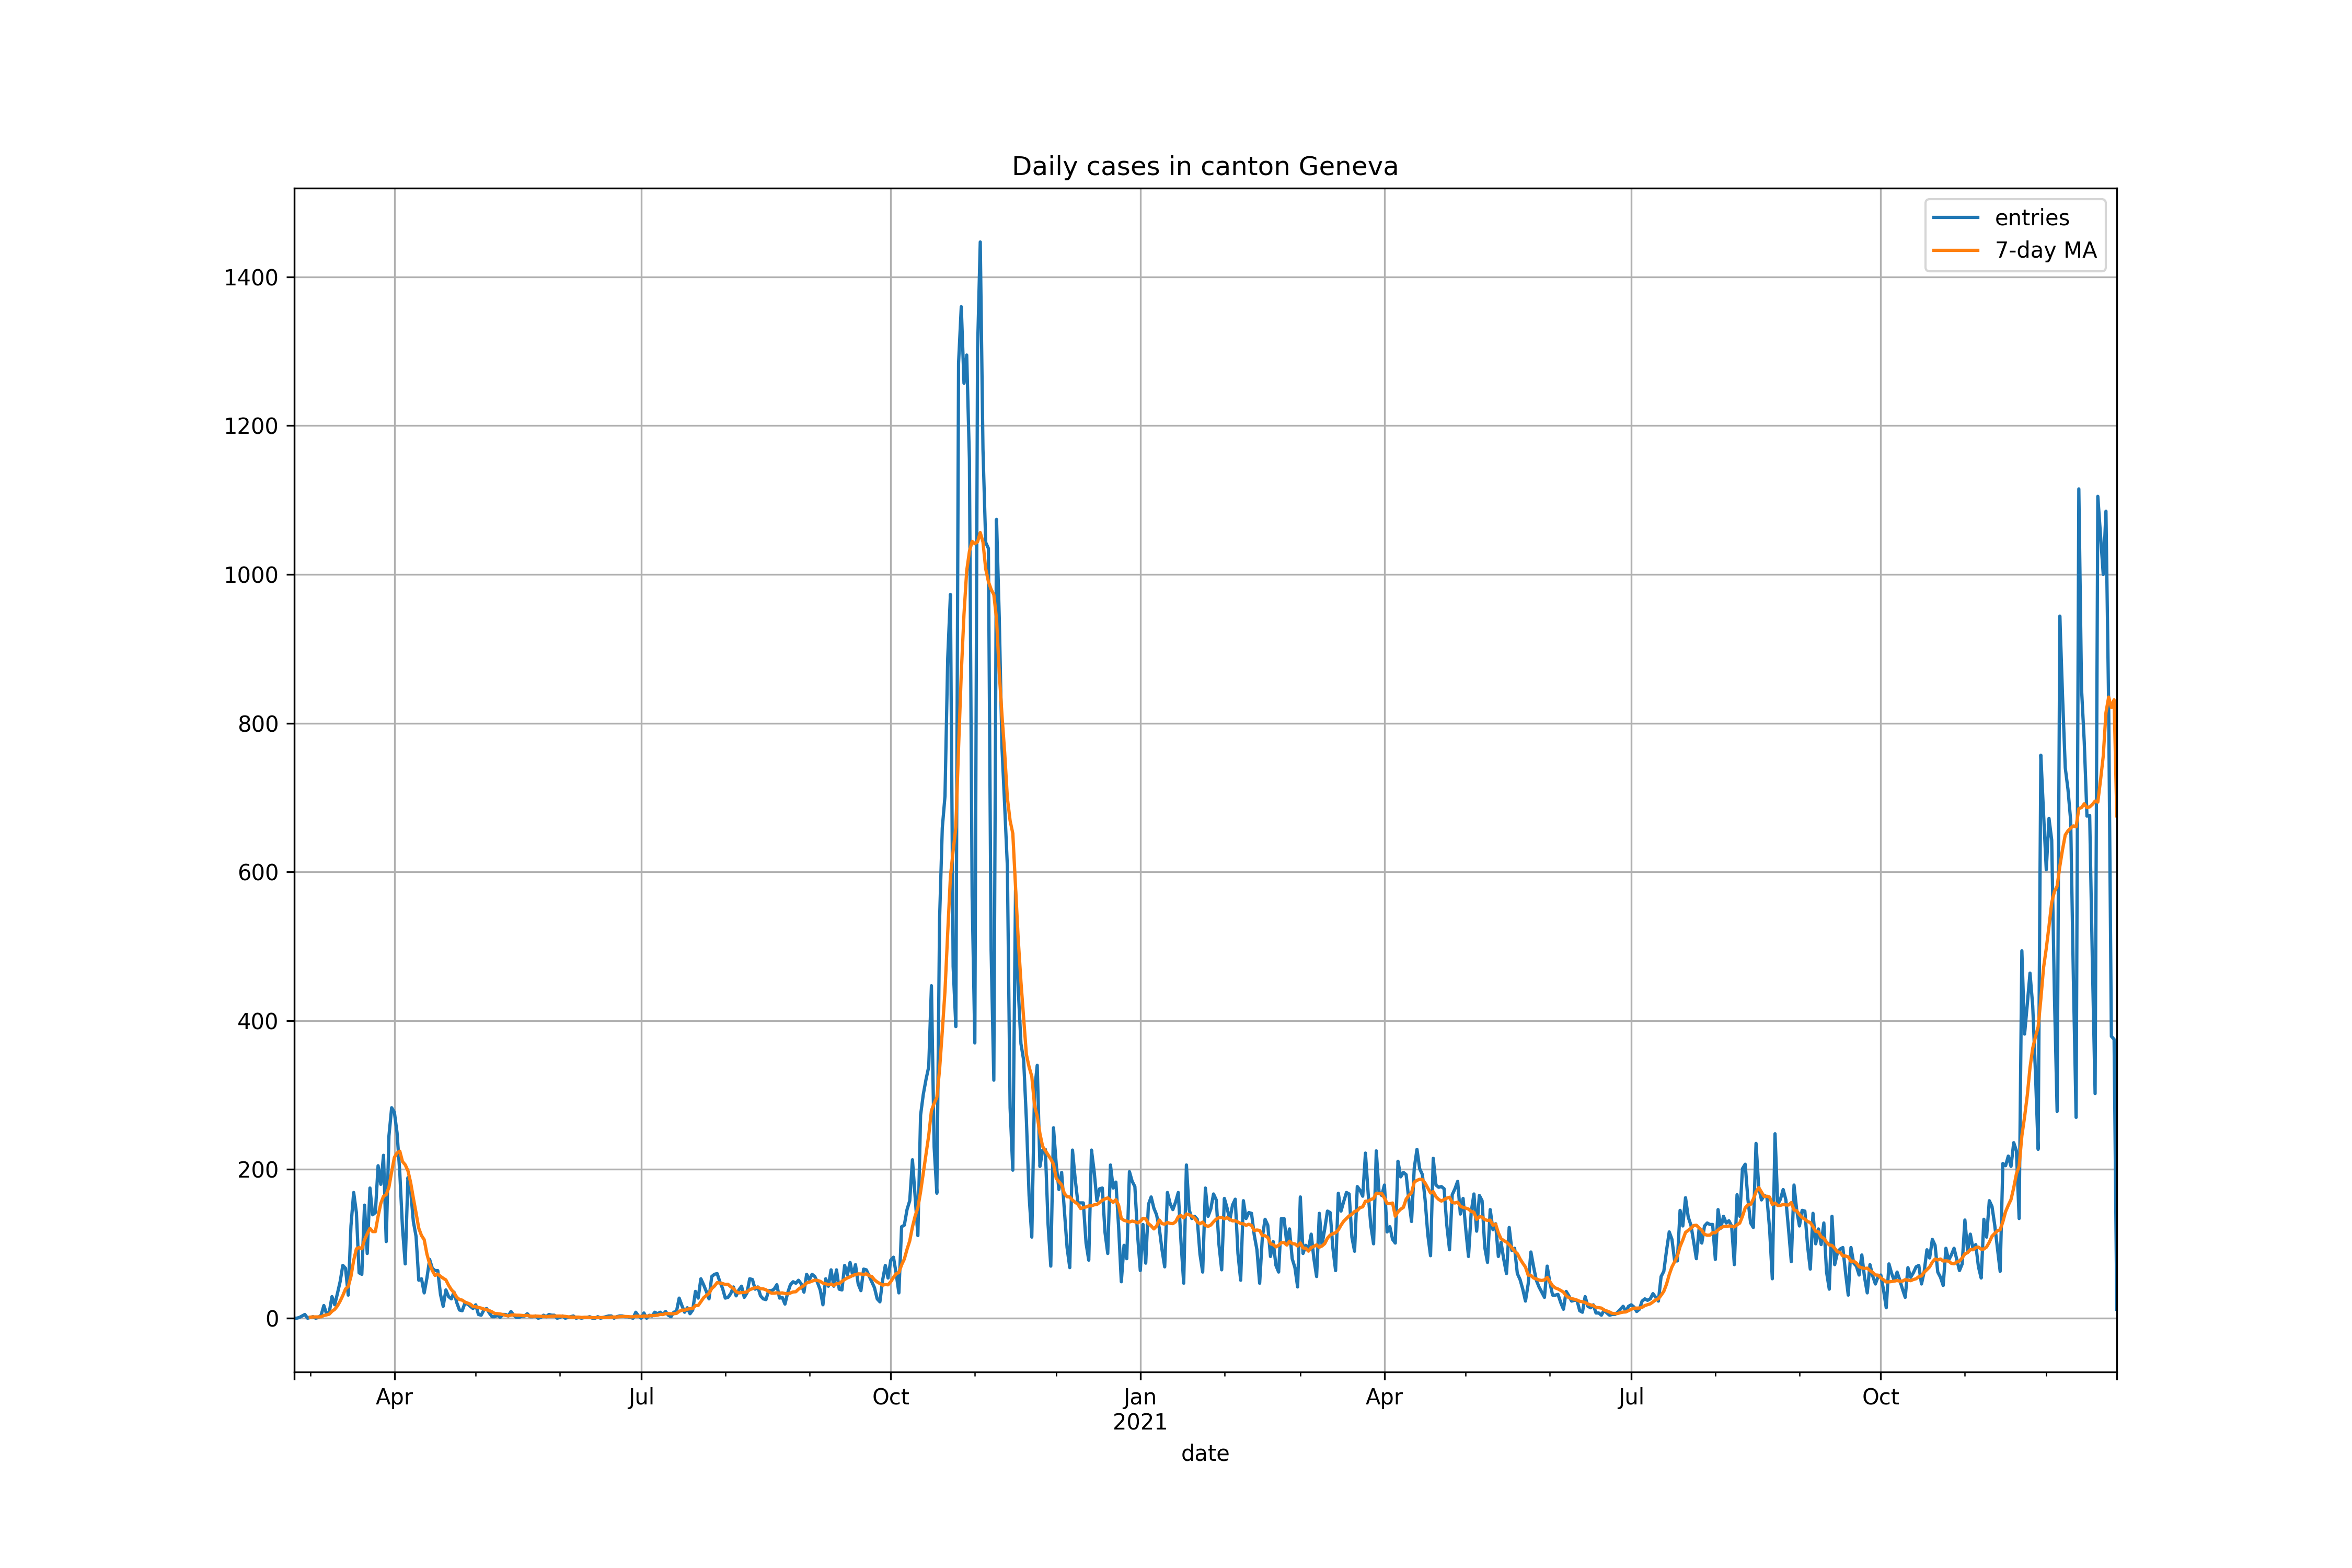 Daily cases in canton Geneva
entries
7-day MA
1400
1200
1000
800
600
400
200
0
Apr Jul Oct Jan Apr Jul Oct
2021
date